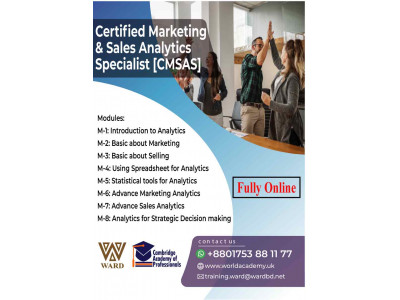 Certified Marketing
& Sales Analytics
Specialist [CMSAS]
Modules:
M-1: Introduction to Analytics
M-2: Basic about Marketing
M-3: Basic about Selling
M-4: Using Spreadsheet for Analytics
M-5: Statistical tools for Analytics
M-6: Advance Marketing Analytics
M-7: Advance Sales Analytics
M-8: Analytics for Strategic Decision making
Fully Online
WARD
Cambridge
Academy of
Professionals
contact us
+8801753 88 11 77
www.worldacademy.uk
training.ward@wardbd.net